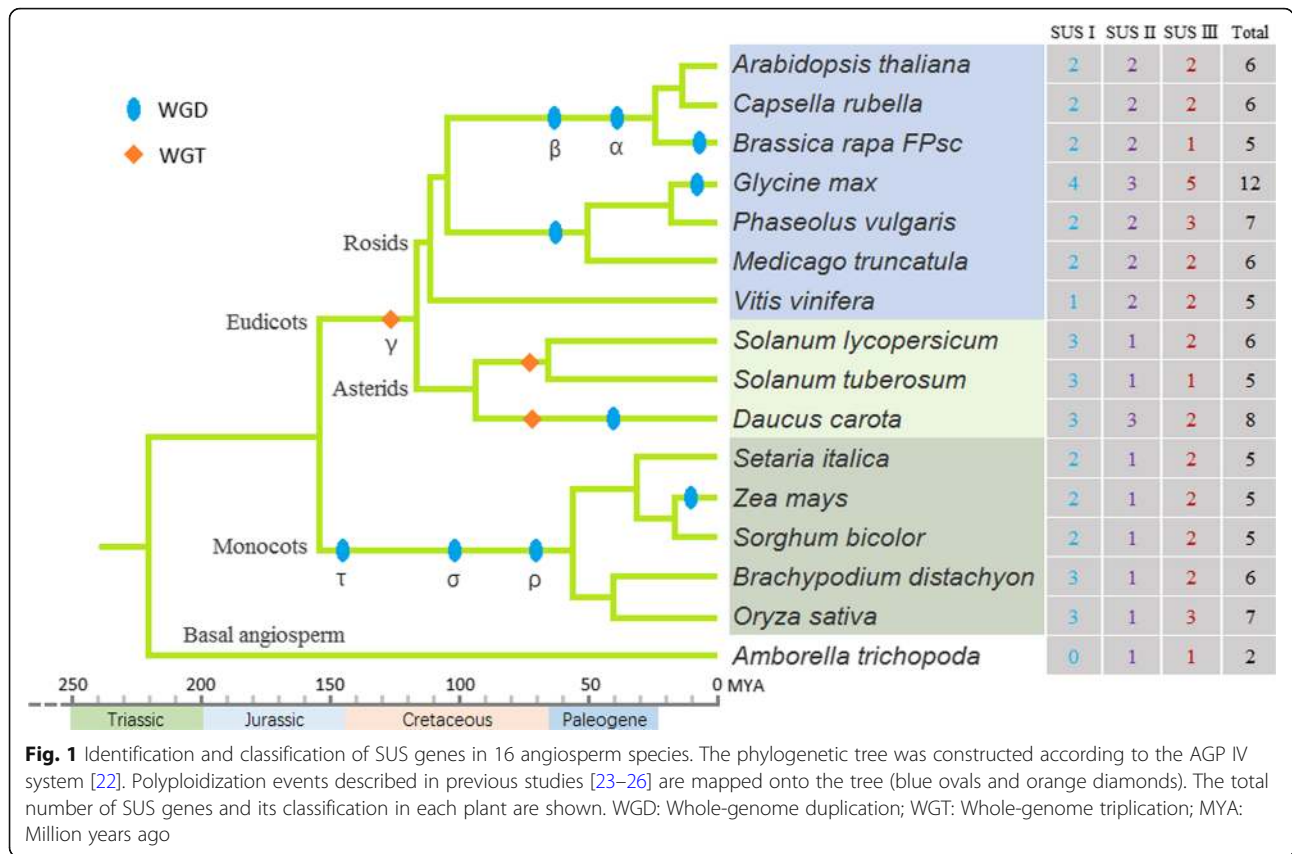 SUS I SUS II SUS III Total
WGD
WGT
Arabidopsis thaliana 2 2 2 6
Capsella rubella 2 2 2 6
Brassica rapa FPsc 2 2 1 5
β α
Glycine max 4 3 5 12
Phaseolus vulgaris 2 2 3 7
Rosids
Medicago truncatula 2 2 2 6
Vitis vinifera 1 2 2 5
Eudicots
γ
Solanum lycopersicum 3 1 2 6
Asterids
Solanum tuberosum 3 1 1 5
Daucus carota 3 3 2 8
Setaria italica 2 1 2 5
Zea mays 2 1 2 5
Monocots
Sorghum bicolor 2 1 2 5
τ σ ρ
Brachypodium distachyon 3 1 2 6
Oryza sativa 3 1 3 7
Basal angiosperm
Amborella trichopoda 0 1 1 2
250 200 150 100 50 0 MYA
Triassic Jurassic Cretaceous Paleogene
Fig. 1 Identification and classification of SUS genes in 16 angiosperm species. The phylogenetic tree was constructed according to the AGP IV
system [22]. Polyploidization events described in previous studies [23–26] are mapped onto the tree (blue ovals and orange diamonds). The total
number of SUS genes and its classification in each plant are shown. WGD: Whole-genome duplication; WGT: Whole-genome triplication; MYA:
Million years ago